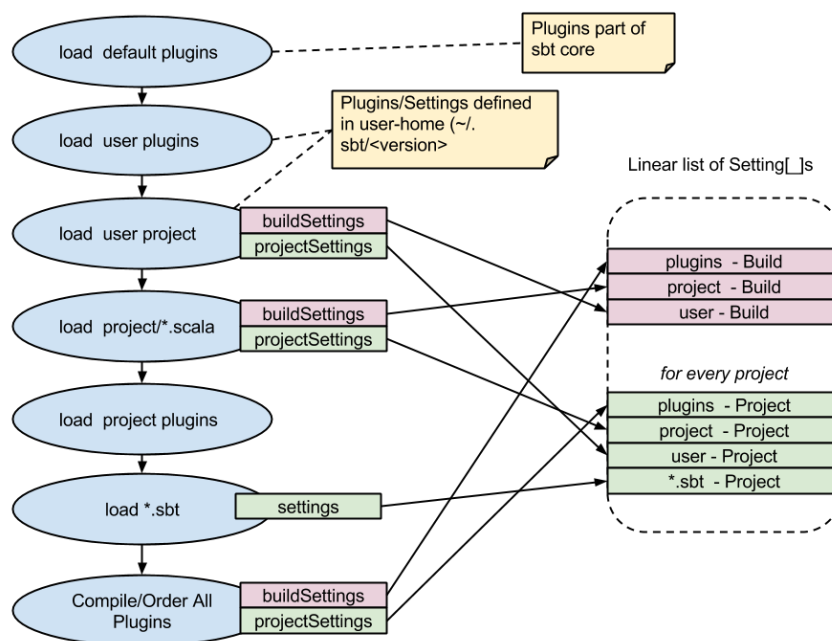 load default plugins
Plugins part of
sbt core
load user plugins
Plugins/Settings defined
in user-home (~/.
sbt/<version>
Linear list of Setting[_]s
load user project
buildSettings
projectSettings
plugins - Build
project - Build
user - Build
load project/*.scala
buildSettings
projectSettings
for every project
load project plugins
plugins - Project
project - Project
user - Project
*.sbt - Project
load *.sbt
settings
Compile/Order All
Plugins
buildSettings
projectSettings